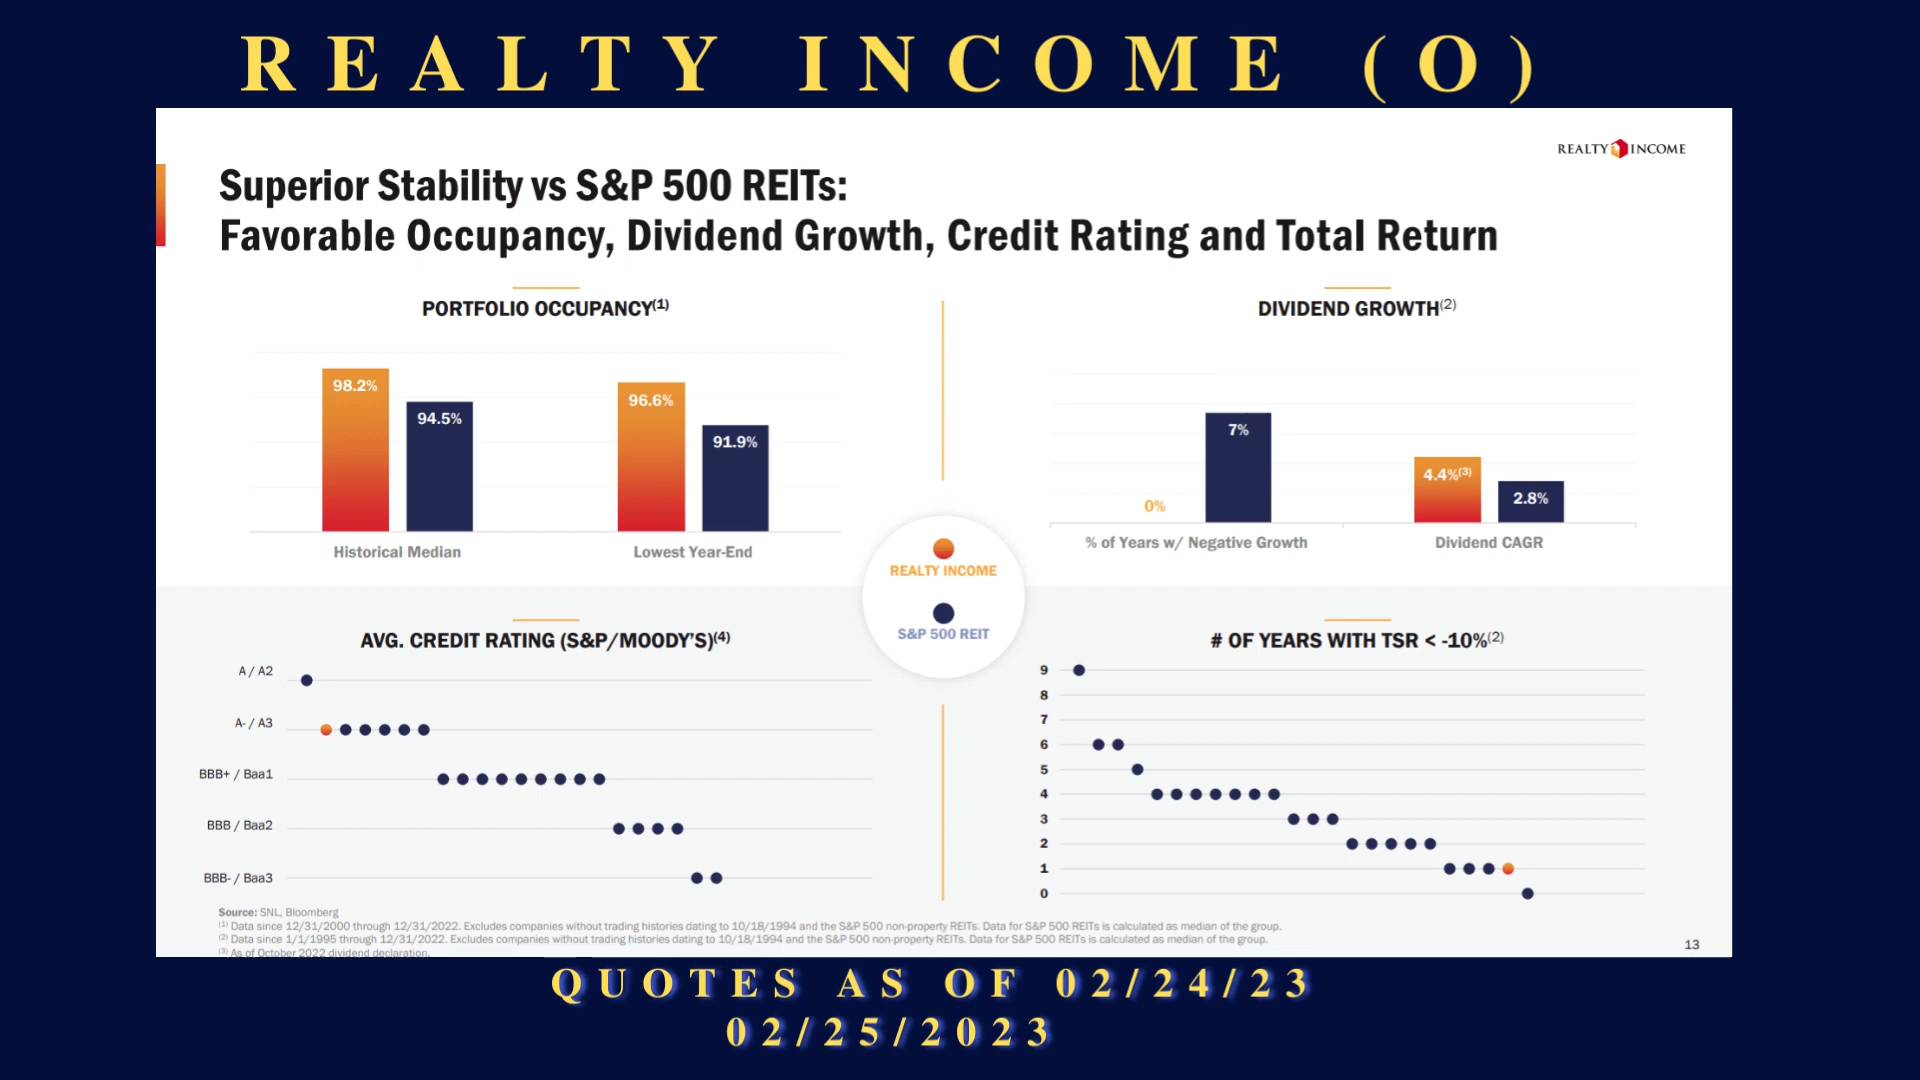 REALTY INCOME (O)
REALTY INCOME
Superior Stability vs S&P 500 REITs:
Favorable Occupancy, Dividend Growth, Credit Rating and Total Return
PORTFOLIO OCCUPANCY(1)
98.2%
94.5%
96.6%
91.9%
Historical Median
Lowest Year-End
DIVIDEND GROWTH(2)
0%
7%
4.4%(3)
2.8%
% of Years w/ Negative Growth
Dividend CAGR
REALTY INCOME
S&P 500 REIT
AVG. CREDIT RATING (S&P/MOODY'S)(4)
A / A2
A- / A3
BBB+ / Baa1
BBB / Baa2
BBB- / Baa3
# OF YEARS WITH TSR < -10%(2)
9
8
7
6
5
4
3
2
1
0
Source: SNL, Bloomberg
(1) Data since 12/31/2000 through 12/31/2022. Excludes companies without trading histories dating to 10/18/1994 and the S&P 500 non-property REITs. Data for S&P 500 REITs is calculated as median of the group.
(2) Data since 1/1/1995 through 12/31/2022. Excludes companies without trading histories dating to 10/18/1994 and the S&P 500 non-property REITs. Data for S&P 500 REITs is calculated as median of the group.
(3) As of October 2022 dividend declaration.
13
QUOTES AS OF 02/24/23
02/25/2023